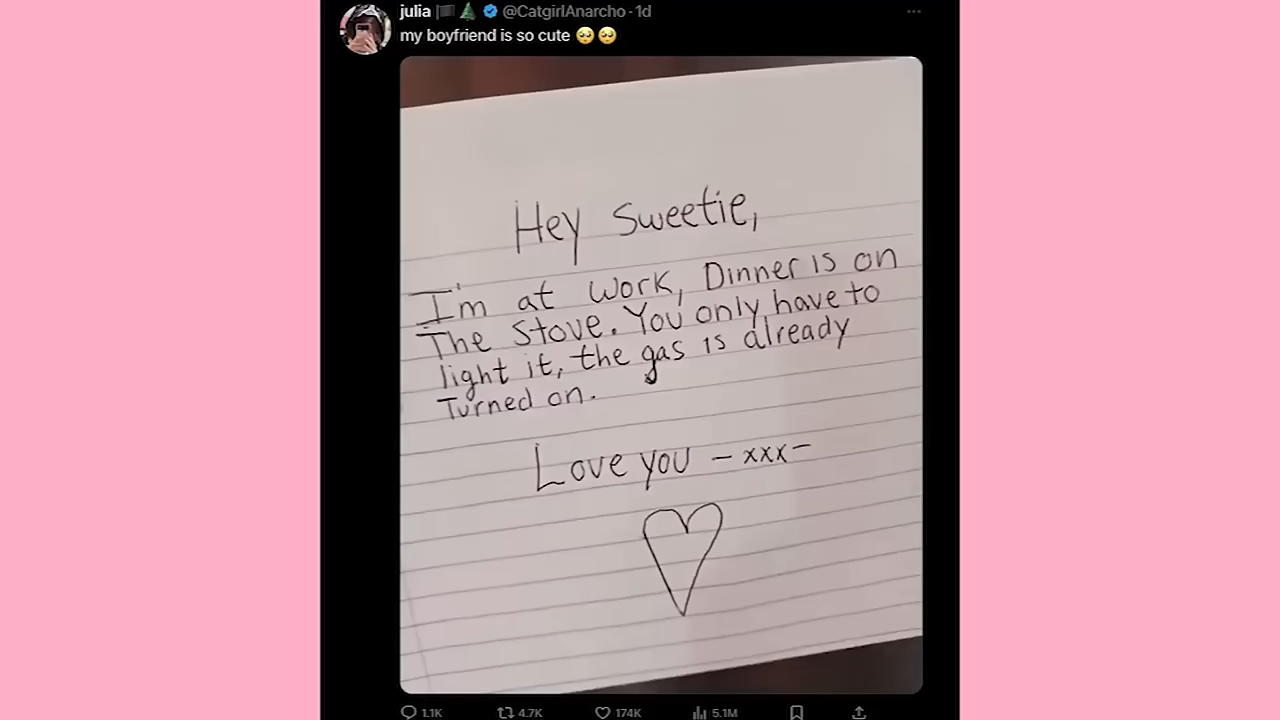 julia 🏴🌲 @CatgirlAnarcho · 1d
my boyfriend is so cute 🥺🥺
Hey Sweetie,
I'm at work, Dinner is on
The stove. You only have to
light it, the gas is already
Turned on.
Love you -xxx-
1.1K 4.7K 174K 5.1M